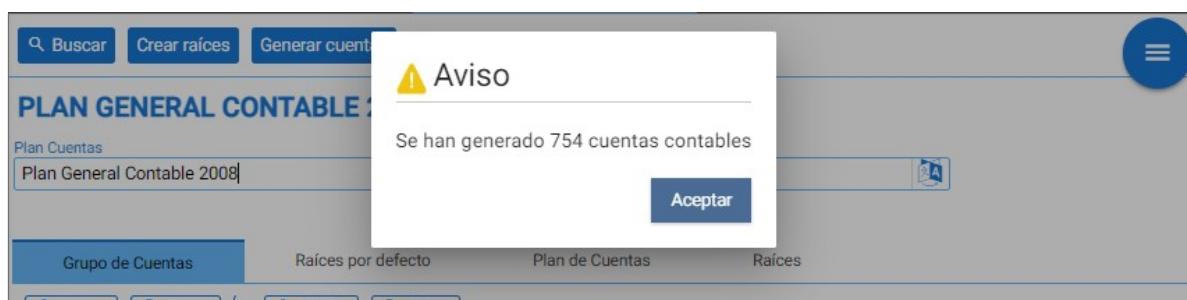 Buscar
Crear raíces
Generar cuent
Aviso
PLAN GENERAL CONTABLE
Se han generado 754 cuentas contables
Plan Cuentas
Plan General Contable 2008
Aceptar
Grupo de Cuentas
Raíces por defecto
Plan de Cuentas
Raíces